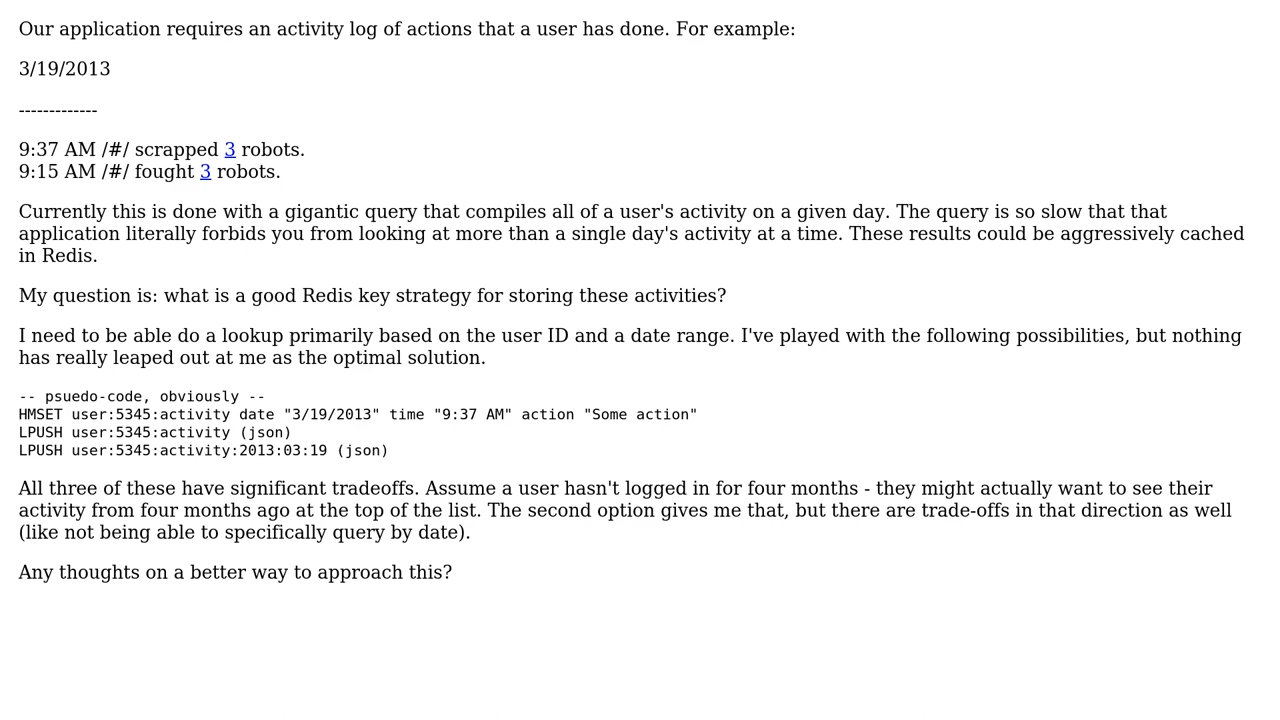 Our application requires an activity log of actions that a user has done. For example:
3/19/2013
-------------
9:37 AM /#/ scrapped 3 robots.
9:15 AM /#/ fought 3 robots.
Currently this is done with a gigantic query that compiles all of a user's activity on a given day. The query is so slow that that
application literally forbids you from looking at more than a single day's activity at a time. These results could be aggressively cached
in Redis.
My question is: what is a good Redis key strategy for storing these activities?
I need to be able do a lookup primarily based on the user ID and a date range. I've played with the following possibilities, but nothing
has really leaped out at me as the optimal solution.
-- psuedo-code, obviously --
HMSET user:5345:activity date "3/19/2013" time "9:37 AM" action "Some action"
LPUSH user:5345:activity (json)
LPUSH user:5345:activity:2013:03:19 (json)
All three of these have significant tradeoffs. Assume a user hasn't logged in for four months - they might actually want to see their
activity from four months ago at the top of the list. The second option gives me that, but there are trade-offs in that direction as well
(like not being able to specifically query by date).
Any thoughts on a better way to approach this?